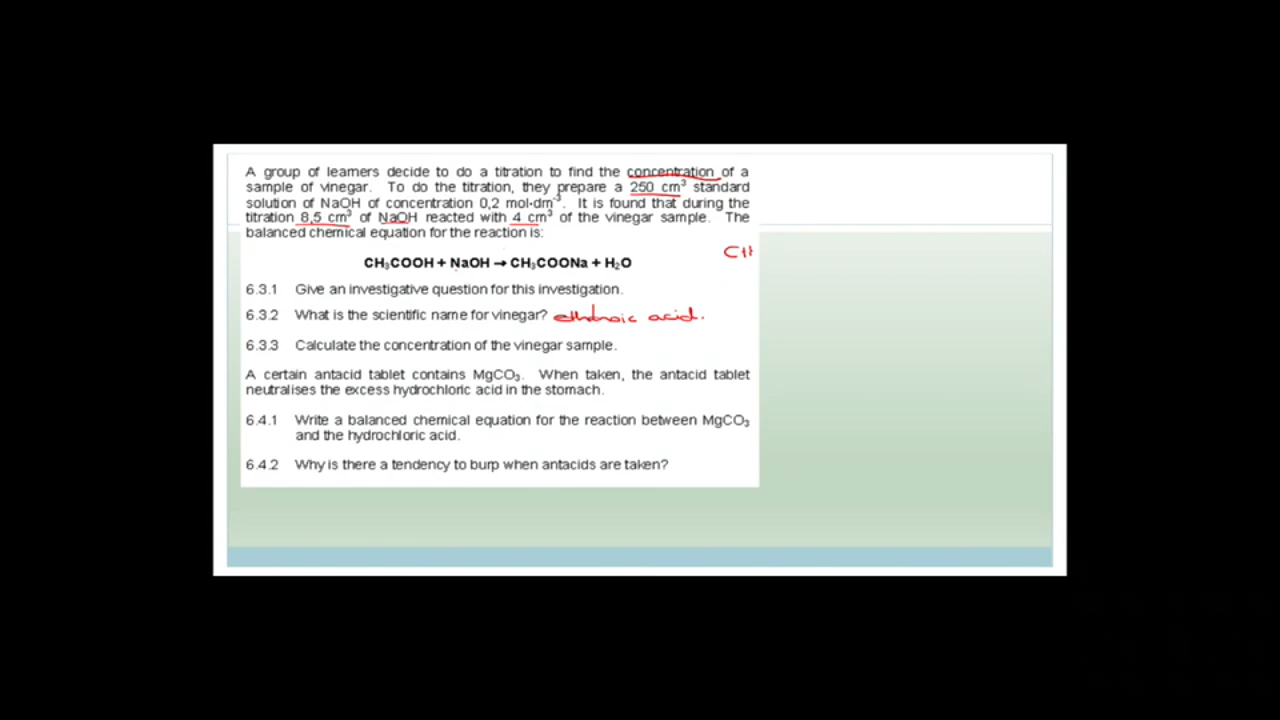 A group of learners decide to do a titration to find the concentration of a
sample of vinegar. To do the titration, they prepare a 250 cm³ standard
solution of NaOH of concentration 0,2 mol·dm⁻³. It is found that during the
titration 8,5 cm³ of NaOH reacted with 4 cm³ of the vinegar sample. The
balanced chemical equation for the reaction is:
CH
CH₃COOH + NaOH → CH₃COONa + H₂O
6.3.1 Give an investigative question for this investigation.
6.3.2 What is the scientific name for vinegar? ethanoic acid.
6.3.3 Calculate the concentration of the vinegar sample.
A certain antacid tablet contains MgCO₃. When taken, the antacid tablet
neutralises the excess hydrochloric acid in the stomach.
6.4.1 Write a balanced chemical equation for the reaction between MgCO₃
and the hydrochloric acid.
6.4.2 Why is there a tendency to burp when antacids are taken?